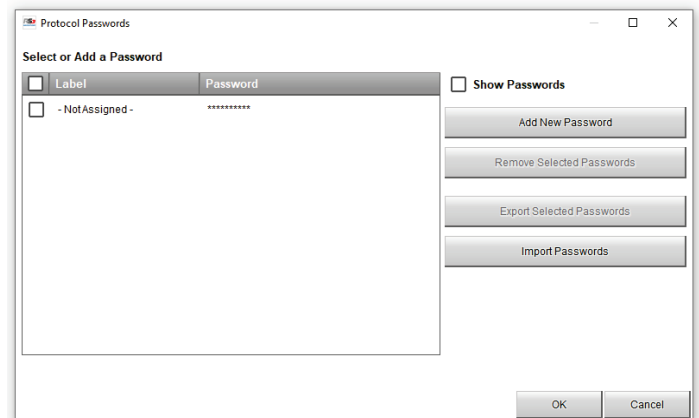 Protocol Passwords
Select or Add a Password
Label Password
- Not Assigned - **********
Show Passwords
Add New Password
Remove Selected Passwords
Export Selected Passwords
Import Passwords
OK Cancel